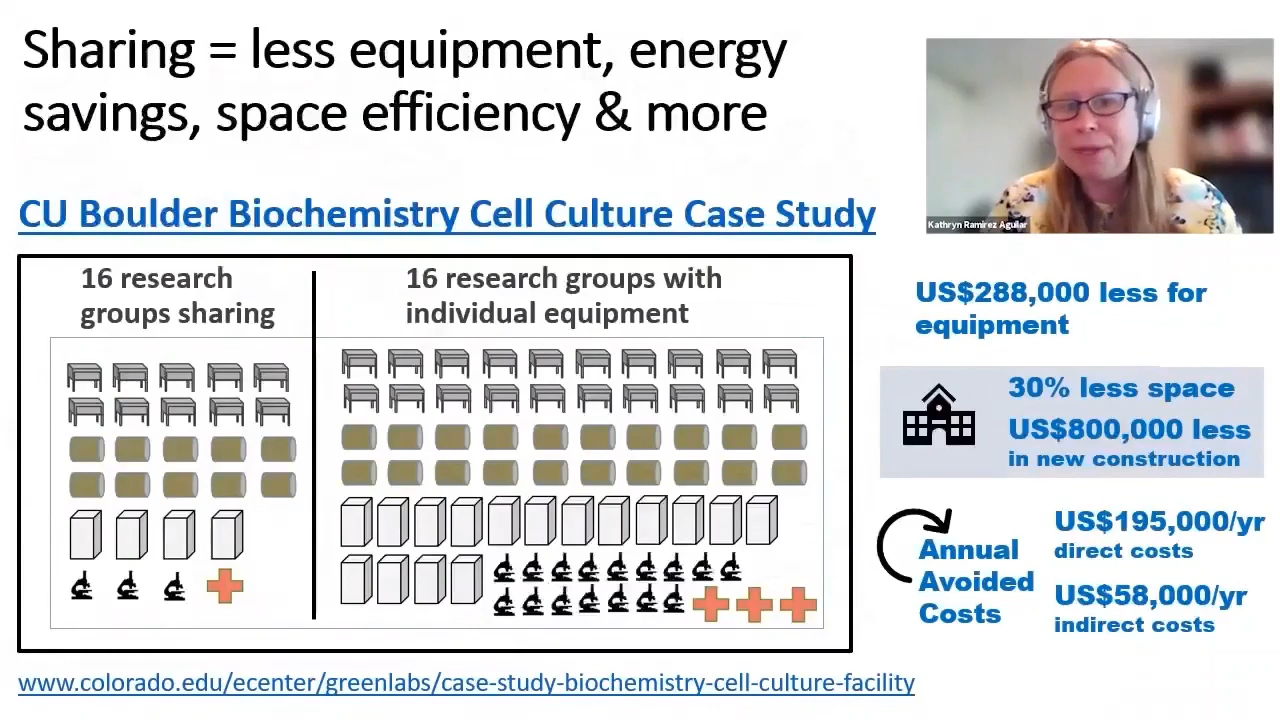 Sharing = less equipment, energy
savings, space efficiency & more
Kathryn Ramirez Aguilar
CU Boulder Biochemistry Cell Culture Case Study
16 research
groups sharing
16 research groups with
individual equipment
US$288,000 less for
equipment
30% less space
US$800,000 less
in new construction
Annual
Avoided
Costs
US$195,000/yr
direct costs
US$58,000/yr
indirect costs
www.colorado.edu/ecenter/greenlabs/case-study-biochemistry-cell-culture-facility